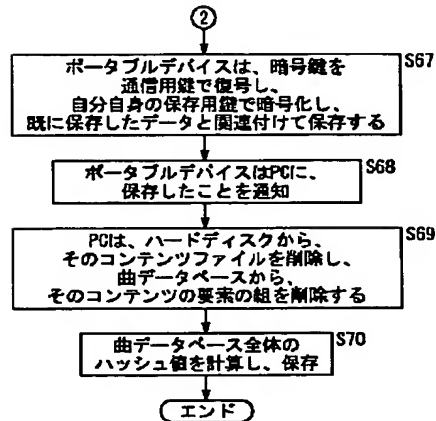 ②
S67
ポータブルデバイスは、暗号鍵を
通信用鍵で復号し、
自分自身の保存用鍵で暗号化し、
既に保存したデータと関連付けて保存する
S68
ポータブルデバイスはPCに、
保存したことを通知
S69
PCは、ハードディスクから、
そのコンテンツファイルを削除し、
曲データベースから、
そのコンテンツの要素の組を削除する
S70
曲データベース全体の
ハッシュ値を計算し、保存
エンド